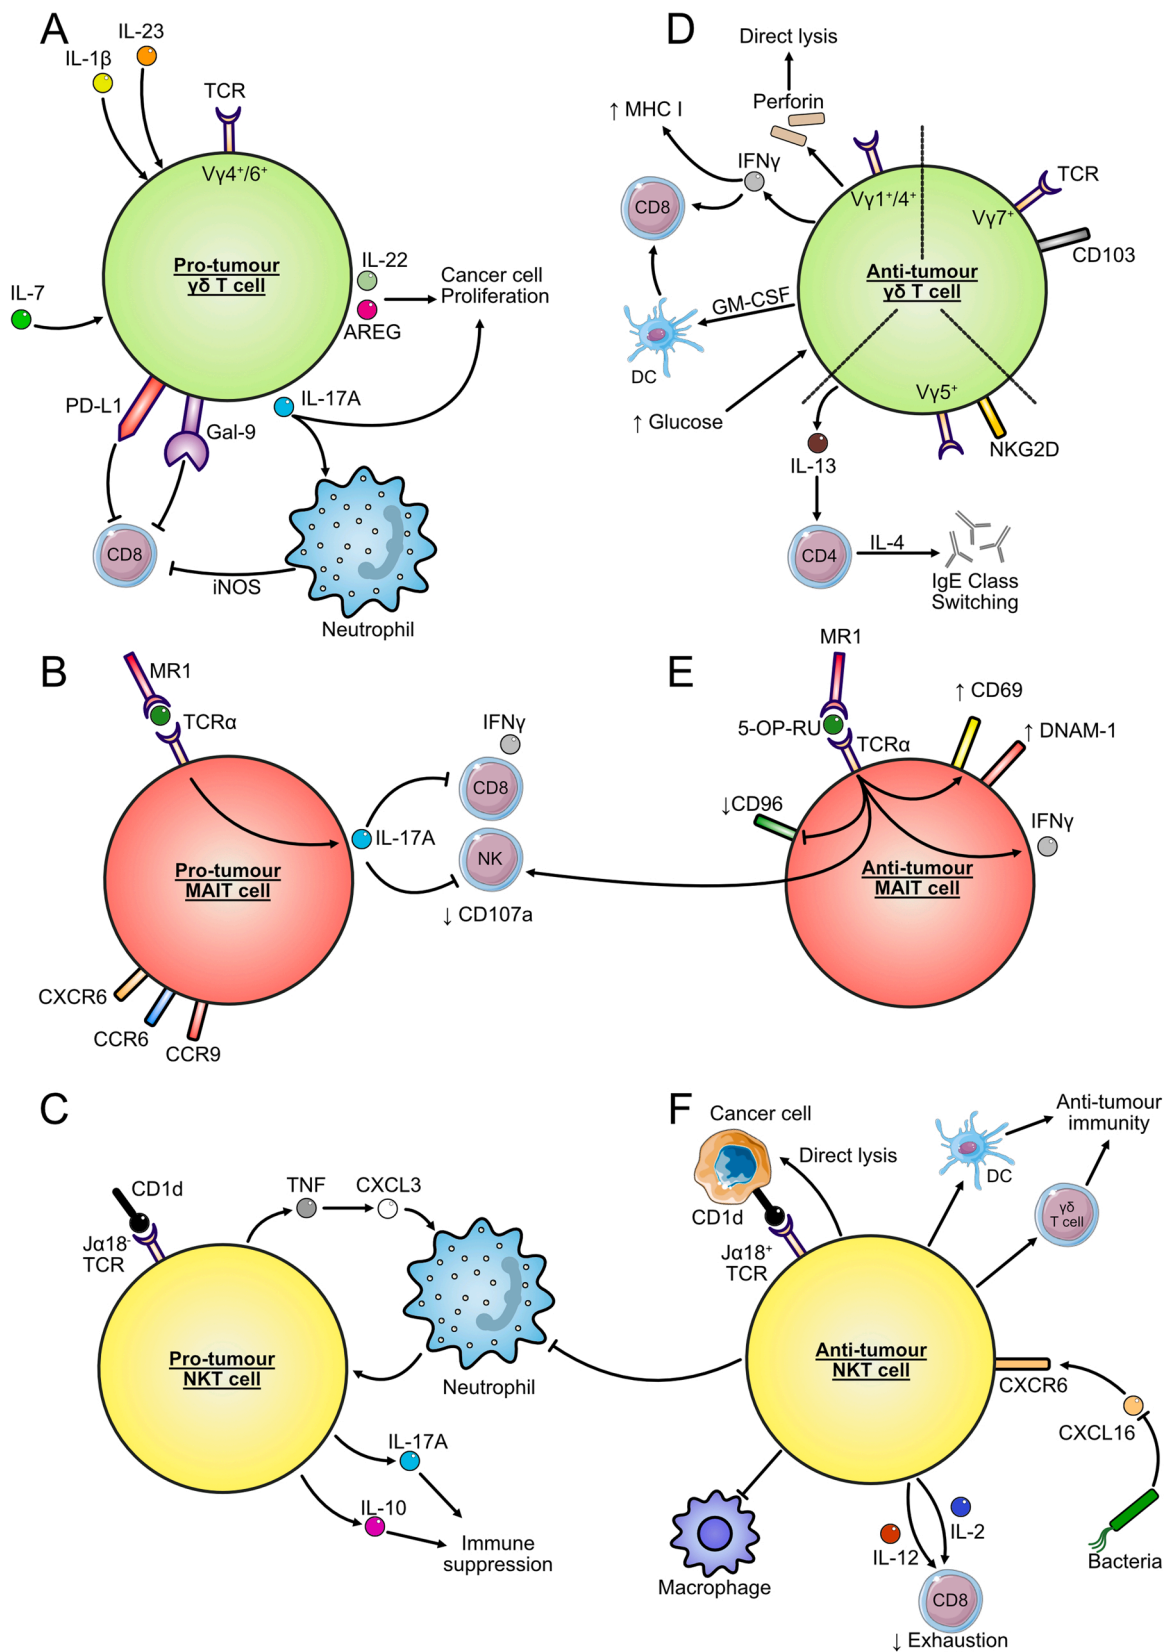 A
IL-23
IL-1β
TCR
Vγ4⁺/6⁺
Pro-tumour
γδ T cell
IL-7
IL-22
AREG
Cancer cell
Proliferation
IL-17A
PD-L1
Gal-9
CD8
iNOS
Neutrophil
D
Direct lysis
Perforin
↑ MHC I
IFNγ
CD8
Vγ1⁺/4⁺
TCR
Vγ7⁺
CD103
Anti-tumour
γδ T cell
GM-CSF
DC
↑ Glucose
Vγ5⁺
NKG2D
IL-13
CD4
IL-4
IgE Class
Switching
B
MR1
TCRα
IFNγ
CD8
IL-17A
NK
↓ CD107a
Pro-tumour
MAIT cell
CXCR6
CCR6
CCR9
E
MR1
5-OP-RU
TCRα
↑ CD69
↑ DNAM-1
↓CD96
IFNγ
Anti-tumour
MAIT cell
C
CD1d
Jα18⁻
TCR
TNF
CXCL3
Pro-tumour
NKT cell
Neutrophil
IL-17A
IL-10
Immune
suppression
F
Cancer cell
Direct lysis
CD1d
Jα18⁺
TCR
DC
Anti-tumour
immunity
γδ
T cell
Anti-tumour
NKT cell
CXCR6
CXCL16
Bacteria
Macrophage
IL-2
IL-12
CD8
↓ Exhaustion